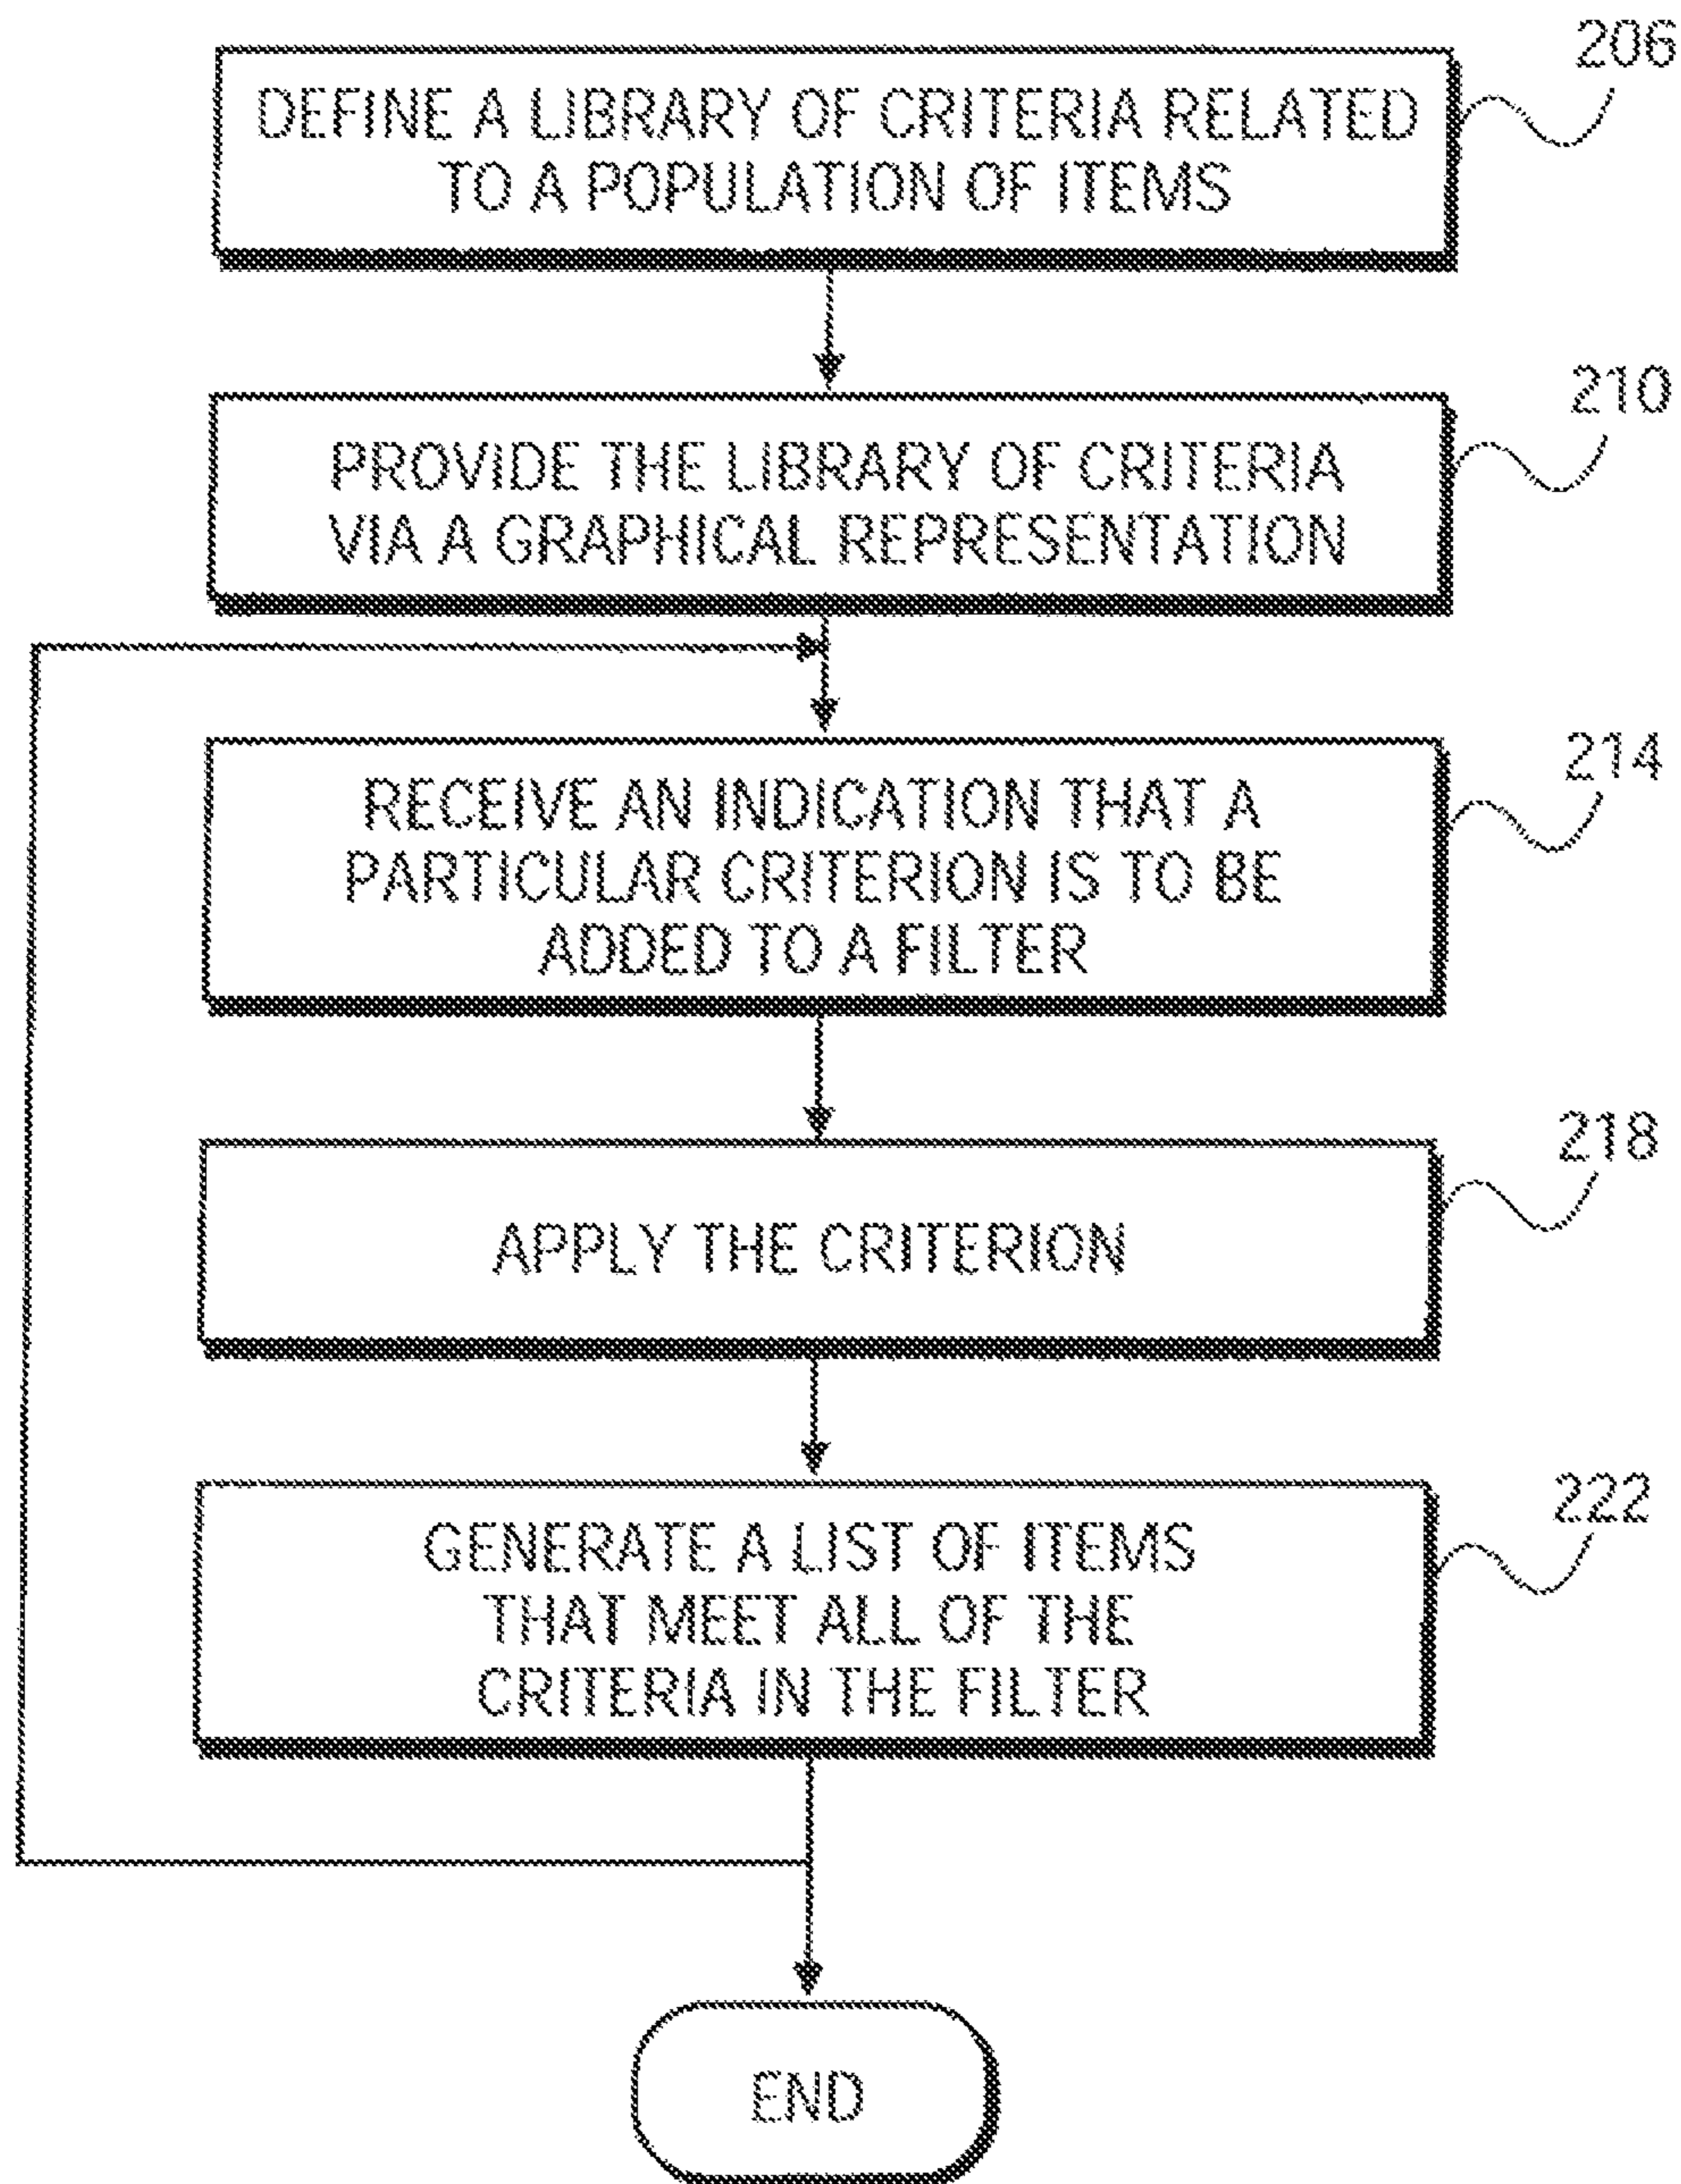 206
DEFINE A LIBRARY OF CRITERIA RELATED
TO A POPULATION OF ITEMS
210
PROVIDE THE LIBRARY OF CRITERIA
VIA A GRAPHICAL REPRESENTATION
214
RECEIVE AN INDICATION THAT A
PARTICULAR CRITERION IS TO BE
ADDED TO A FILTER
218
APPLY THE CRITERION
222
GENERATE A LIST OF ITEMS
THAT MEET ALL OF THE
CRITERIA IN THE FILTER
END